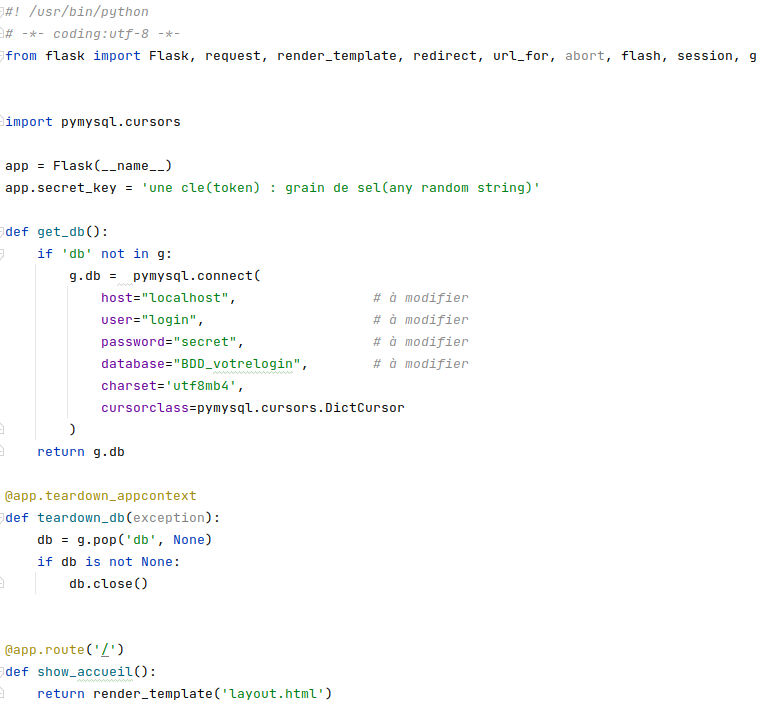 #! /usr/bin/python
# -*- coding:utf-8 -*-
from flask import Flask, request, render_template, redirect, url_for, abort, flash, session, g
import pymysql.cursors
app = Flask(__name__)
app.secret_key = 'une cle(token) : grain de sel(any random string)'
def get_db():
    if 'db' not in g:
        g.db =  pymysql.connect(
            host="localhost",                 # à modifier
            user="login",                     # à modifier
            password="secret",                # à modifier
            database="BDD_votrelogin",        # à modifier
            charset='utf8mb4',
            cursorclass=pymysql.cursors.DictCursor
        )
    return g.db
@app.teardown_appcontext
def teardown_db(exception):
    db = g.pop('db', None)
    if db is not None:
        db.close()
@app.route('/')
def show_accueil():
    return render_template('layout.html')